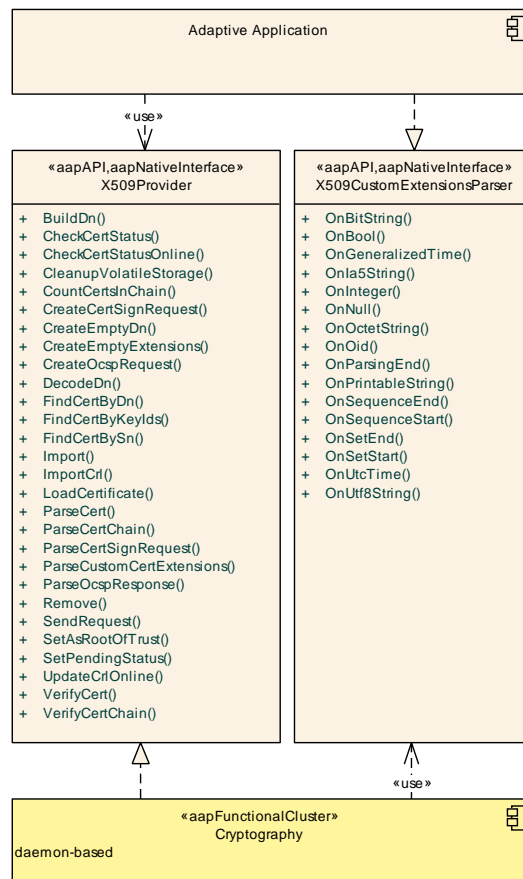 Adaptive Application
«use»
«aapAPI,aapNativeInterface»
X509Provider
+ BuildDn()
+ CheckCertStatus()
+ CheckCertStatusOnline()
+ CleanupVolatileStorage()
+ CountCertsInChain()
+ CreateCertSignRequest()
+ CreateEmptyDn()
+ CreateEmptyExtensions()
+ CreateOcspRequest()
+ DecodeDn()
+ FindCertByDn()
+ FindCertByKeyIds()
+ FindCertBySn()
+ Import()
+ ImportCrl()
+ LoadCertificate()
+ ParseCert()
+ ParseCertChain()
+ ParseCertSignRequest()
+ ParseCustomCertExtensions()
+ ParseOcspResponse()
+ Remove()
+ SendRequest()
+ SetAsRootOfTrust()
+ SetPendingStatus()
+ UpdateCrlOnline()
+ VerifyCert()
+ VerifyCertChain()
«aapAPI,aapNativeInterface»
X509CustomExtensionsParser
+ OnBitString()
+ OnBool()
+ OnGeneralizedTime()
+ OnIa5String()
+ OnInteger()
+ OnNull()
+ OnOctetString()
+ OnOid()
+ OnParsingEnd()
+ OnPrintableString()
+ OnSequenceEnd()
+ OnSequenceStart()
+ OnSetEnd()
+ OnSetStart()
+ OnUtcTime()
+ OnUtf8String()
«use»
«aapFunctionalCluster»
Cryptography
daemon-based